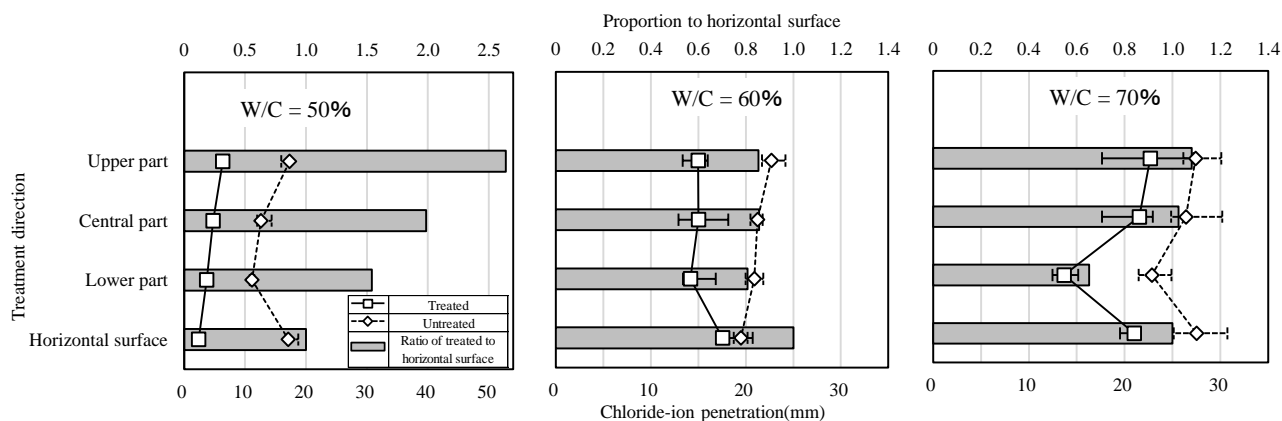 Proportion to horizontal surface
0 0.5 1.0 1.5 2.0 2.5
0 0.2 0.4 0.6 0.8 1.0 1.2 1.4
0 0.2 0.4 0.6 0.8 1.0 1.2 1.4
W/C = 50%
W/C = 60%
W/C = 70%
Treatment direction
Upper part
Central part
Lower part
Horizontal surface
Treated
Untreated
Ratio of treated to
horizontal surface
0 10 20 30 40 50
0 10 20 30
0 10 20 30
Chloride-ion penetration(mm)